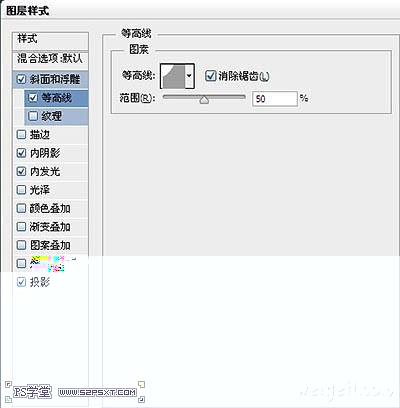 图层样式
样式
混合选项:默认
斜面和浮雕
等高线
纹理
描边
内阴影
内发光
光泽
颜色叠加
渐变叠加
图案叠加
投影
等高线
图素
等高线:
消除锯齿(L)
范围(R):
50
%
PS学堂
WWW.52PSXT.COM